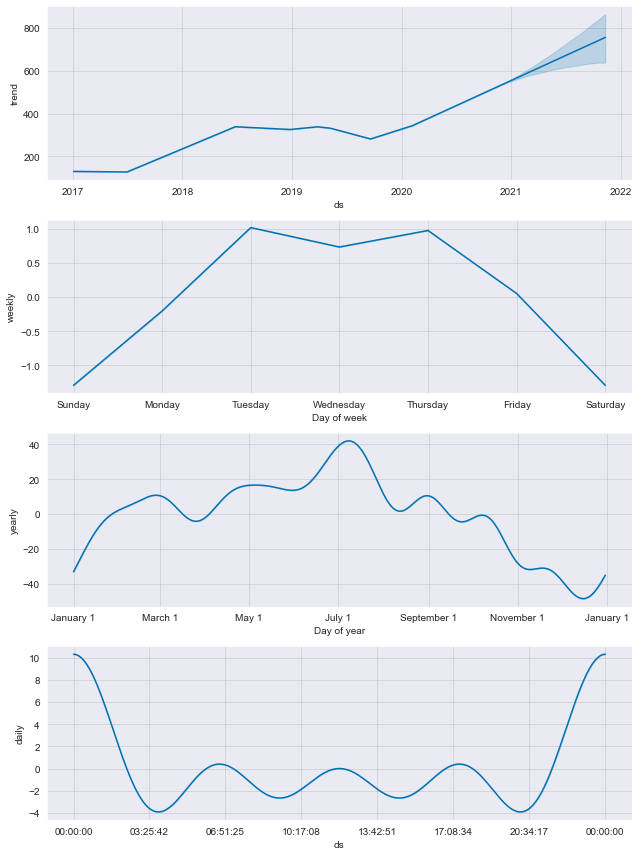 800
600
400
200
trend
2017 2018 2019 2020 2021 2022
ds
1.0
0.5
0.0
−0.5
−1.0
weekly
Sunday Monday Tuesday Wednesday Thursday Friday Saturday
Day of week
40
20
0
−20
−40
yearly
January 1 March 1 May 1 July 1 September 1 November 1 January 1
Day of year
10
8
6
4
2
0
−2
−4
daily
00:00:00 03:25:42 06:51:25 10:17:08 13:42:51 17:08:34 20:34:17 00:00:00
ds